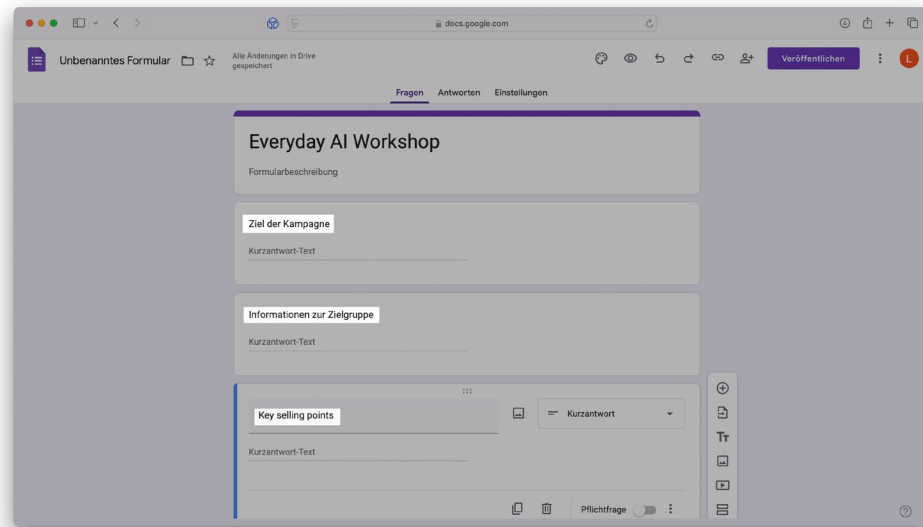 docs.google.com
Unbenanntes Formular
Alle Änderungen in Drive
gespeichert
Veröffentlichen
L
Fragen
Antworten
Einstellungen
Everyday AI Workshop
Formularbeschreibung
Ziel der Kampagne
Kurzantwort-Text
Informationen zur Zielgruppe
Kurzantwort-Text
Key selling points
Kurzantwort
Kurzantwort-Text
Pflichtfrage